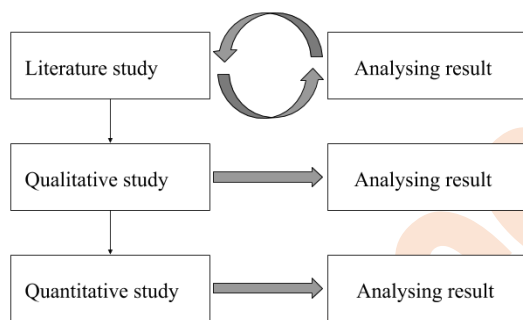 Literature study
Analysing result
Qualitative study
Analysing result
Quantitative study
Analysing result